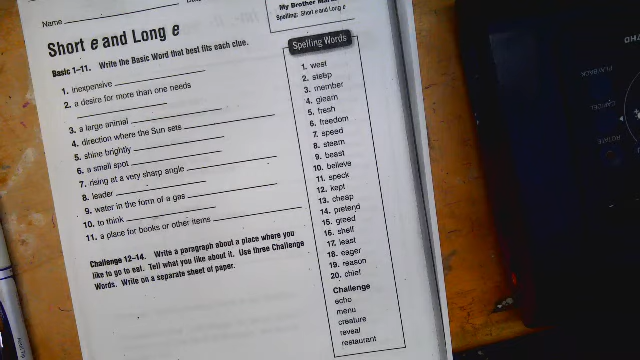 Name
My Brother
Spelling: Short e and Long e
Short e and Long e
Basic 1–11. Write the Basic Word that best fits each clue.
1. inexpensive
2. a desire for more than one needs
3. a large animal
4. direction where the Sun sets
5. shine brightly
6. a small spot
7. rising at a very sharp angle
8. leader
9. water in the form of a gas
10. to think
11. a place for books or other items
Challenge 12–14. Write a paragraph about a place where you
like to go to eat. Tell what you like about it. Use three Challenge
Words. Write on a separate sheet of paper.
Spelling Words
1. west
2. steep
3. member
4. gleam
5. fresh
6. freedom
7. speed
8. steam
9. beast
10. believe
11. speck
12. kept
13. cheap
14. pretend
15. greed
16. shelf
17. least
18. eager
19. reason
20. chief
Challenge
echo
menu
creature
reveal
restaurant